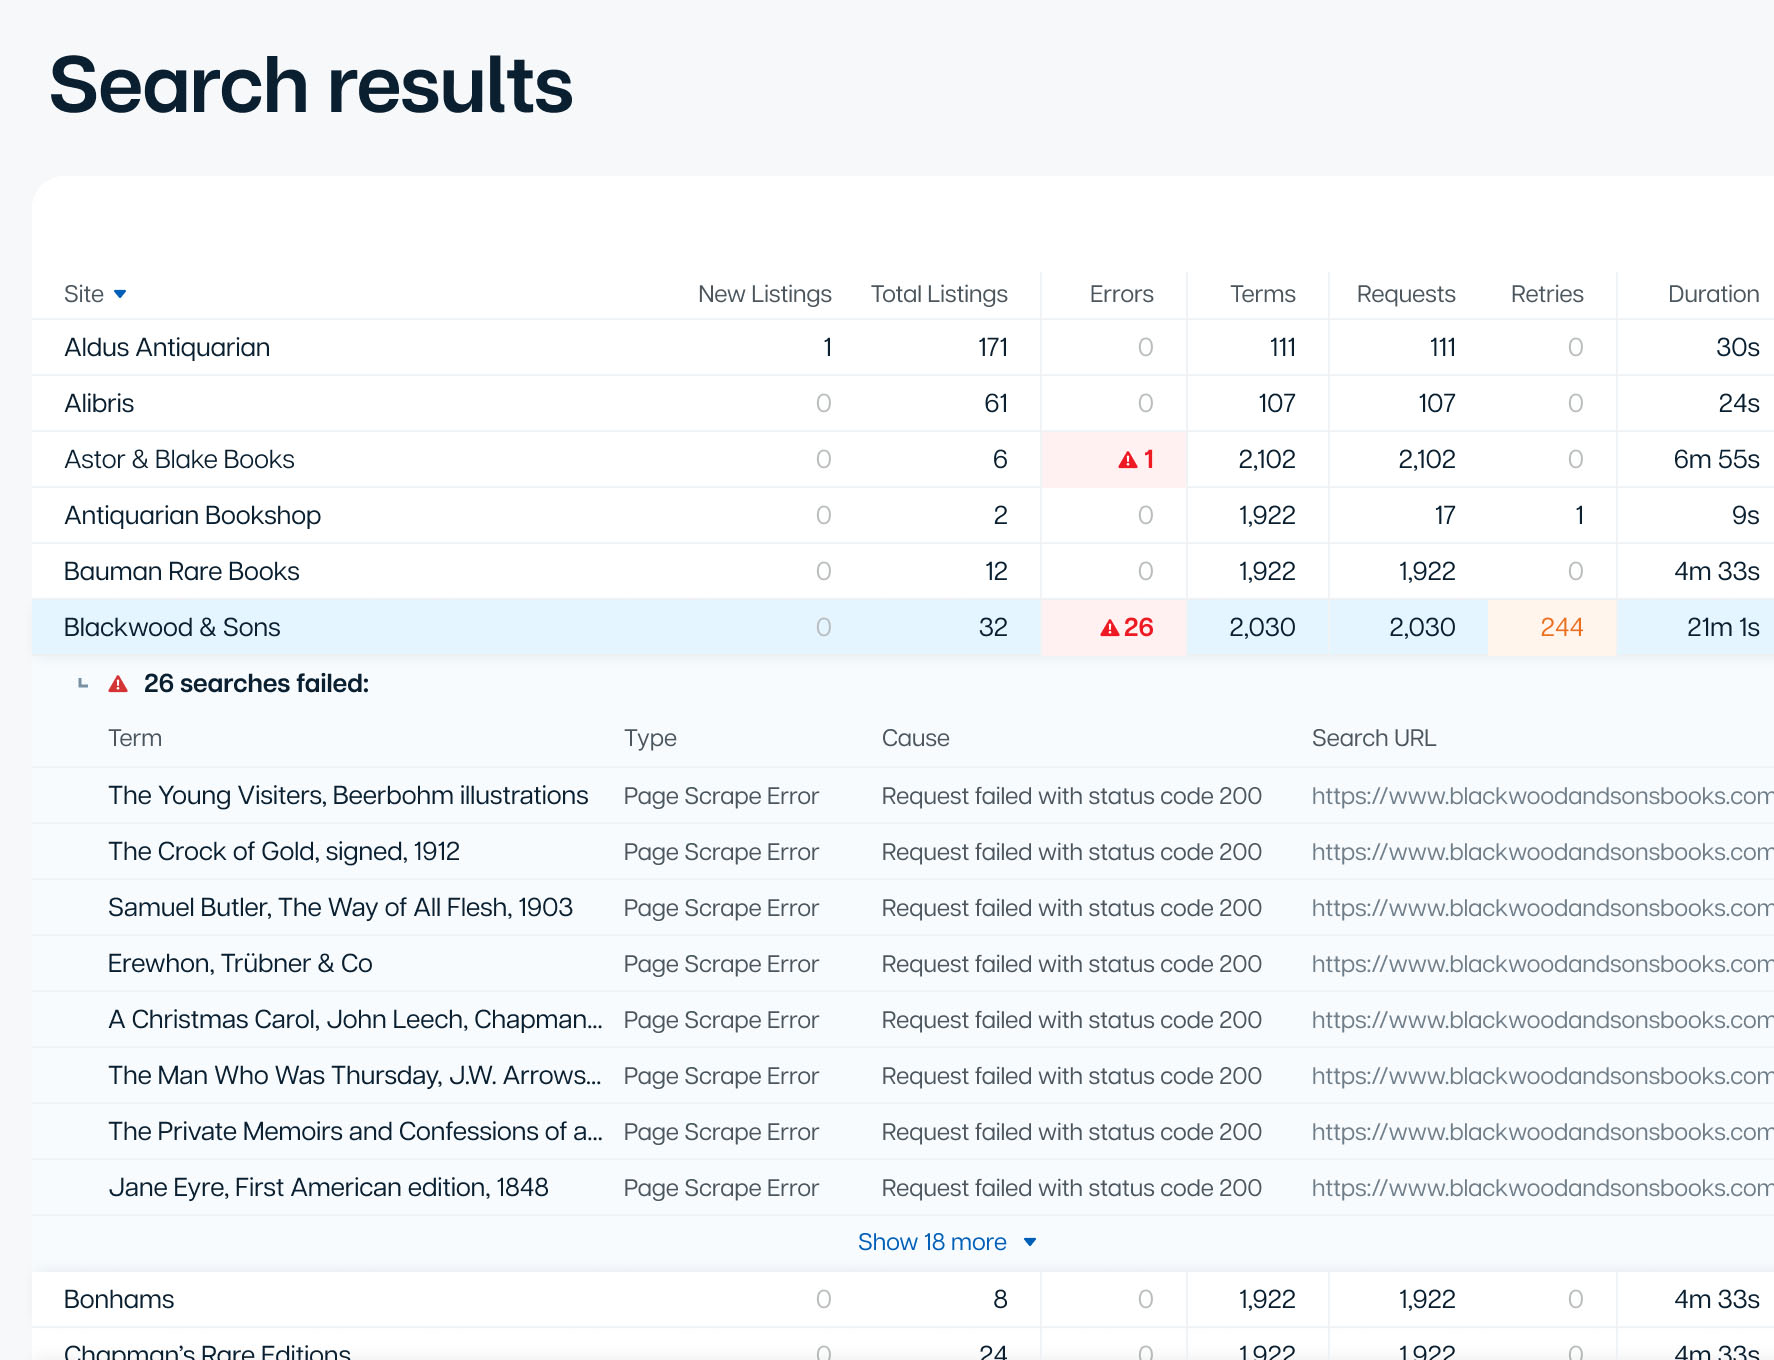 Search results
Site New Listings Total Listings Errors Terms Requests Retries Duration
Aldus Antiquarian 1 171 0 111 111 0 30s
Alibris 0 61 0 107 107 0 24s
Astor & Blake Books 0 6 1 2,102 2,102 0 6m 55s
Antiquarian Bookshop 0 2 0 1,922 17 1 9s
Bauman Rare Books 0 12 0 1,922 1,922 0 4m 33s
Blackwood & Sons 0 32 26 2,030 2,030 244 21m 1s
26 searches failed:
Term Type Cause Search URL
The Young Visiters, Beerbohm illustrations Page Scrape Error Request failed with status code 200 https://www.blackwoodandsonsbooks.com
The Crock of Gold, signed, 1912 Page Scrape Error Request failed with status code 200 https://www.blackwoodandsonsbooks.com
Samuel Butler, The Way of All Flesh, 1903 Page Scrape Error Request failed with status code 200 https://www.blackwoodandsonsbooks.com
Erewhon, Trübner & Co Page Scrape Error Request failed with status code 200 https://www.blackwoodandsonsbooks.com
A Christmas Carol, John Leech, Chapman... Page Scrape Error Request failed with status code 200 https://www.blackwoodandsonsbooks.com
The Man Who Was Thursday, J.W. Arrows... Page Scrape Error Request failed with status code 200 https://www.blackwoodandsonsbooks.com
The Private Memoirs and Confessions of a... Page Scrape Error Request failed with status code 200 https://www.blackwoodandsonsbooks.com
Jane Eyre, First American edition, 1848 Page Scrape Error Request failed with status code 200 https://www.blackwoodandsonsbooks.com
Show 18 more
Bonhams 0 8 0 1,922 1,922 0 4m 33s
Chapman's Rare Editions 0 24 0 1,922 1,922 0 4m 33s